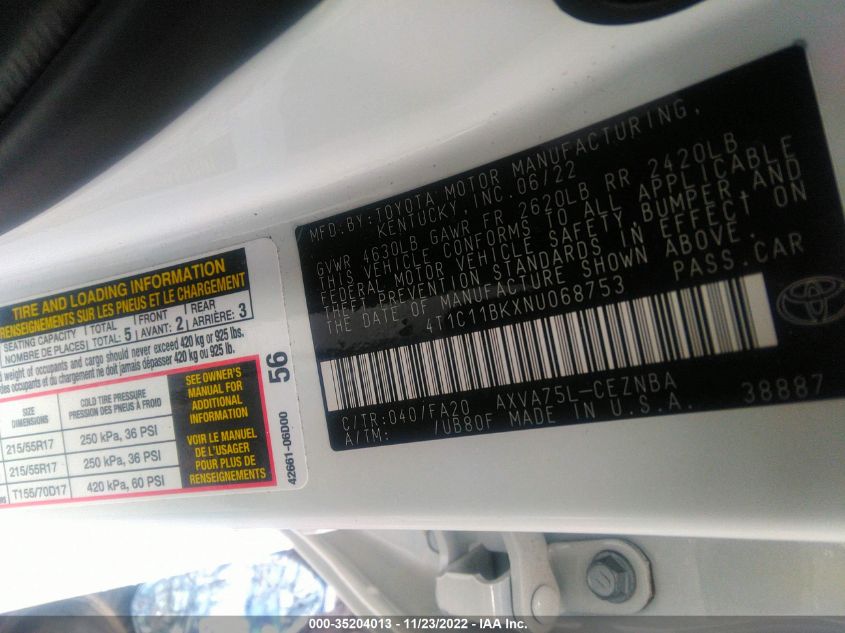 TIRE AND LOADING INFORMATION
RENSEIGNEMENTS SUR LES PNEUS ET LE CHARGEMENT
SEATING CAPACITY TOTAL 5 FRONT 2 REAR 3
NOMBRE DE PLACES TOTAL: AVANT: ARRIÈRE:
d weight of occupants and cargo should never exceed 420 kg or 925 lbs.
des occupants et du chargement ne doit jamais dépasser 420 kg ou 925 lb.
SIZE COLD TIRE PRESSURE
DIMENSIONS PRESSION DES PNEUS À FROID
215/55R17 250 kPa, 36 PSI
215/55R17 250 kPa, 36 PSI
T155/70D17 420 kPa, 60 PSI
SEE OWNER'S
MANUAL FOR
ADDITIONAL
INFORMATION
VOIR LE MANUEL
DE L'USAGER
POUR PLUS DE
RENSEIGNEMENTS
56
42661-06D00
MFD.BY:TOYOTA MOTOR MANUFACTURING,
KENTUCKY, INC.06/22
GVWR 4630LB GAWR FR 2620LB RR 2420LB
THIS VEHICLE CONFORMS TO ALL APPLICABLE
FEDERAL MOTOR VEHICLE SAFETY, BUMPER, AND
THEFT PREVENTION STANDARDS IN EFFECT ON
THE DATE OF MANUFACTURE SHOWN ABOVE.
4T1C11BKXNU068753 PASS.CAR
C/TR:040/FA20 AXVA75L-CEZNBA
A/TM: /UB80F MADE IN U.S.A. 38887
TOYOTA
000-35204013 - 11/23/2022 - IAA Inc.